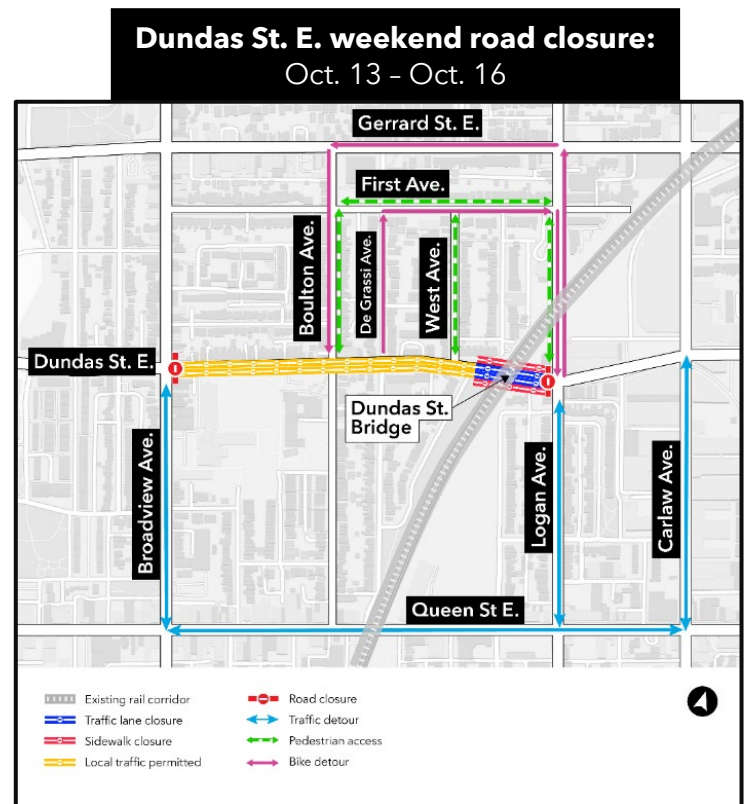 Dundas St. E. weekend road closure:
Oct. 13 – Oct. 16
Gerrard St. E.
First Ave.
Boulton Ave.
De Grassi Ave.
West Ave.
Dundas St. E.
Dundas St.
Bridge
Broadview Ave.
Logan Ave.
Carlaw Ave.
Queen St E.
Existing rail corridor
Traffic lane closure
Sidewalk closure
Local traffic permitted
Road closure
Traffic detour
Pedestrian access
Bike detour